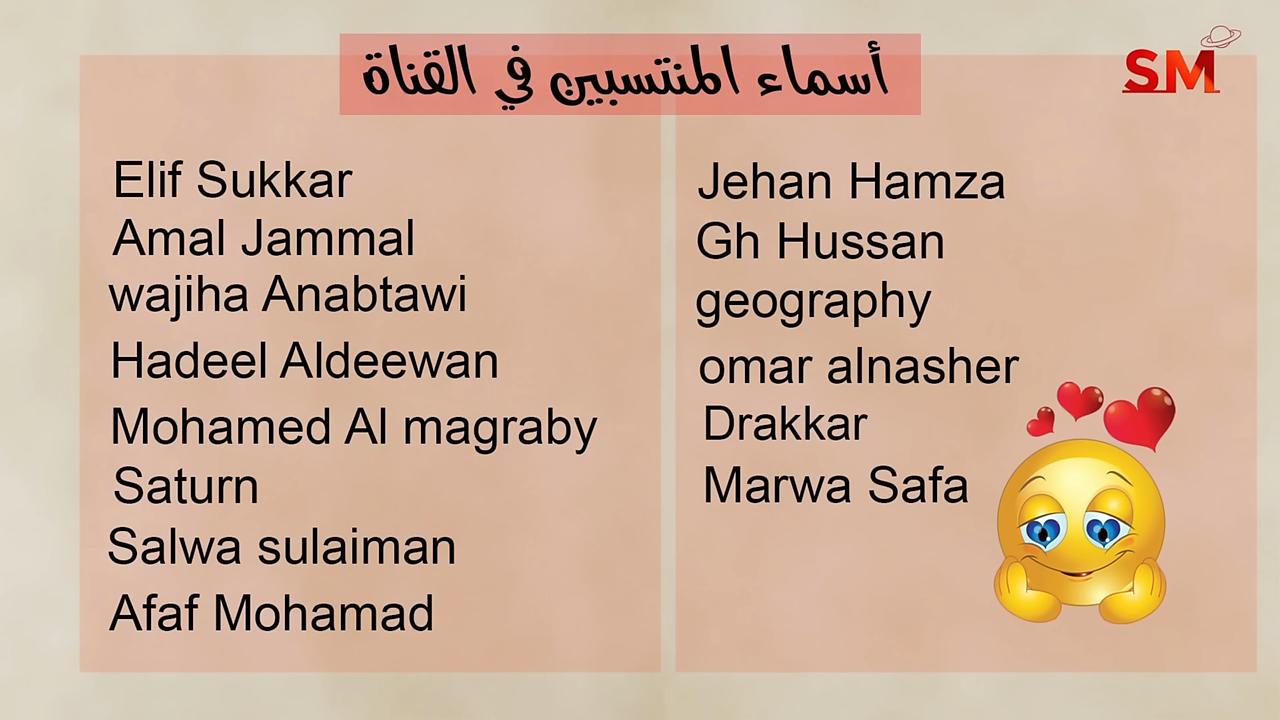 أسماء المنتسبين في القناة
SM
Elif Sukkar
Amal Jammal
wajiha Anabtawi
Hadeel Aldeewan
Mohamed Al magraby
Saturn
Salwa sulaiman
Afaf Mohamad
Jehan Hamza
Gh Hussan
geography
omar alnasher
Drakkar
Marwa Safa